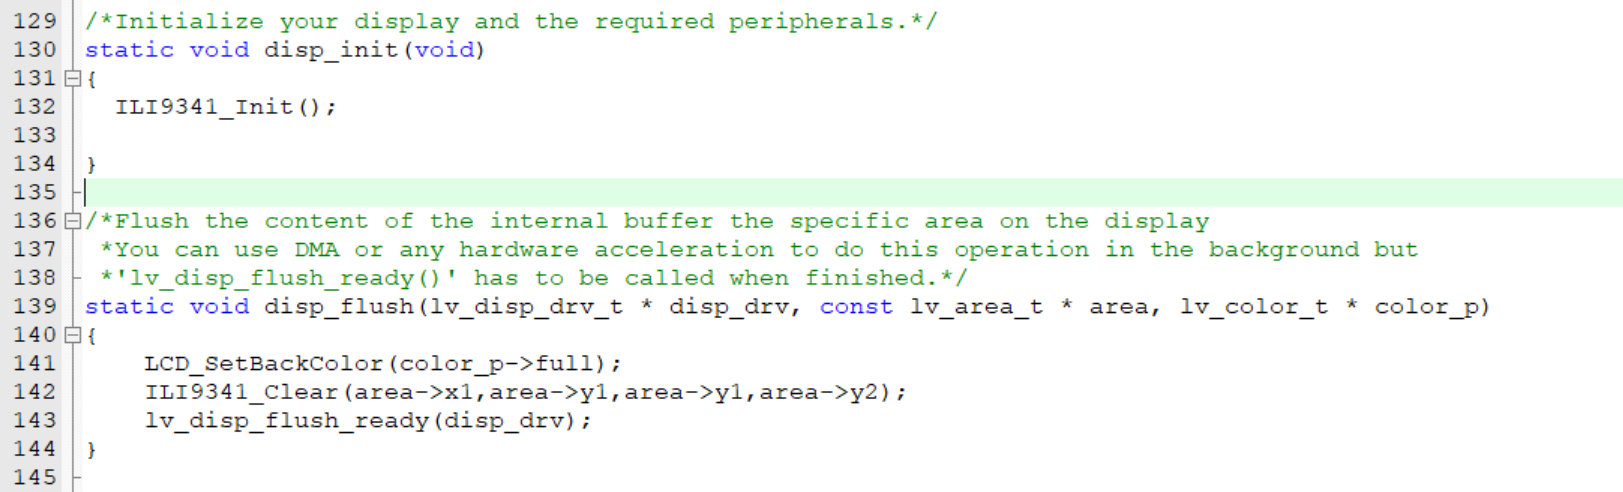 129 /*Initialize your display and the required peripherals.*/
130 static void disp_init(void)
131 {
132   ILI9341_Init();
133
134 }
135
136 /*Flush the content of the internal buffer the specific area on the display
137  *You can use DMA or any hardware acceleration to do this operation in the background but
138  *'lv_disp_flush_ready()' has to be called when finished.*/
139 static void disp_flush(lv_disp_drv_t * disp_drv, const lv_area_t * area, lv_color_t * color_p)
140 {
141     LCD_SetBackColor(color_p->full);
142     ILI9341_Clear(area->x1,area->y1,area->y1,area->y2);
143     lv_disp_flush_ready(disp_drv);
144 }
145